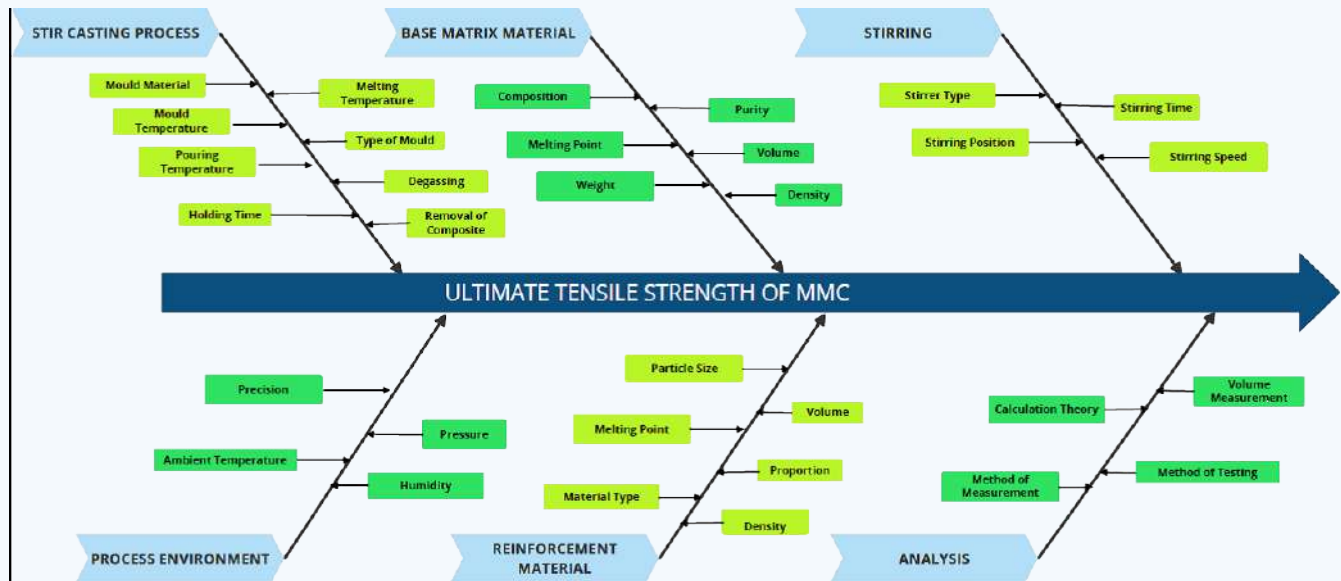 STIR CASTING PROCESS
BASE MATRIX MATERIAL
STIRRING
Mould Material
Melting
Temperature
Mould
Temperature
Type of Mould
Pouring
Temperature
Degassing
Holding Time
Removal of
Composite
Composition
Purity
Melting Point
Volume
Weight
Density
Stirrer Type
Stirring Time
Stirring Position
Stirring Speed
ULTIMATE TENSILE STRENGTH OF MMC
Precision
Pressure
Ambient Temperature
Humidity
Particle Size
Volume
Melting Point
Proportion
Material Type
Density
Volume
Measurement
Calculation Theory
Method of Testing
Method of
Measurement
PROCESS ENVIRONMENT
REINFORCEMENT
MATERIAL
ANALYSIS